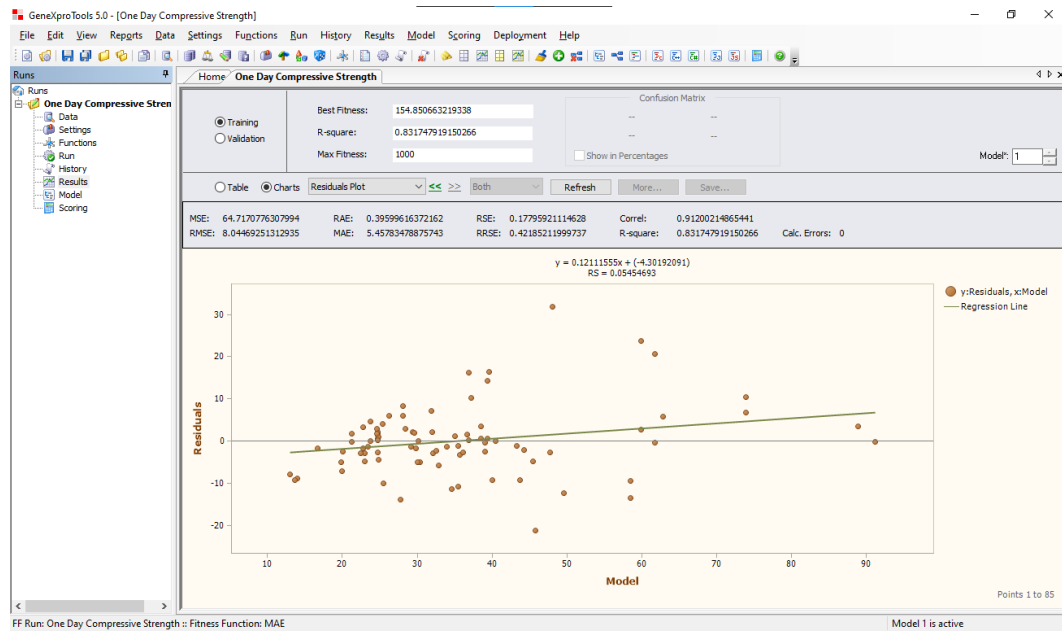 GeneXproTools 5.0 - [One Day Compressive Strength]
File Edit View Reports Data Settings Functions Run History Results Model Scoring Deployment Help
Runs
Runs
One Day Compressive Stren
Data
Settings
Functions
Run
History
Results
Model
Scoring
Home One Day Compressive Strength
Training
Validation
Best Fitness: 154.850663219338
R-square: 0.831747919150266
Max Fitness: 1000
Confusion Matrix
-- --
-- --
Show in Percentages
Model*: 1
Table Charts Residuals Plot << >> Both Refresh More... Save...
MSE: 64.7170776307994 RAE: 0.39599616372162 RSE: 0.17795921114628 Correl: 0.91200214865441
RMSE: 8.04469251312935 MAE: 5.45783478875743 RRSE: 0.42185211999737 R-square: 0.831747919150266 Calc. Errors: 0
y = 0.12111555x + (-4.30192091)
RS = 0.05454693
y:Residuals, x:Model
Regression Line
Residuals
30
20
10
0
-10
-20
10 20 30 40 50 60 70 80 90
Model
Points 1 to 85
FF Run: One Day Compressive Strength :: Fitness Function: MAE
Model 1 is active